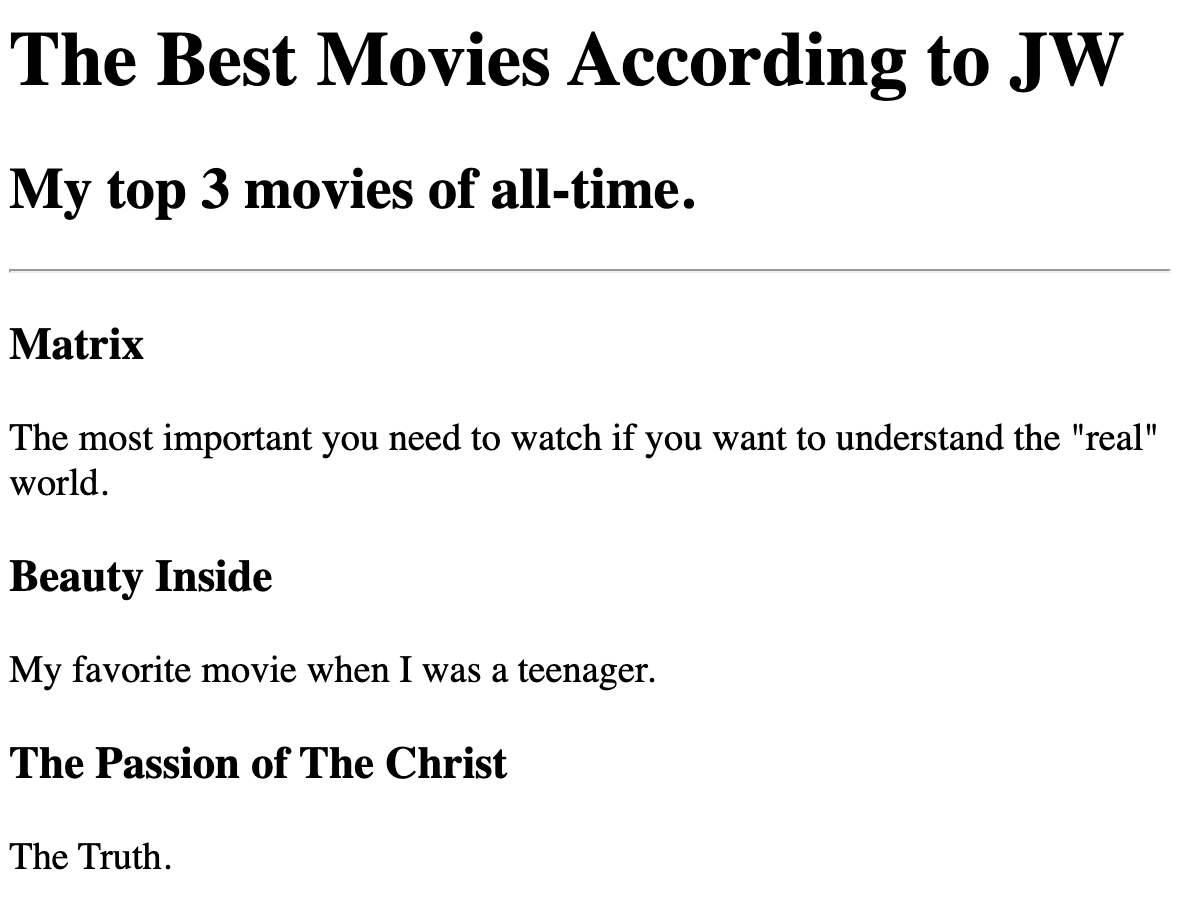 The Best Movies According to JW
My top 3 movies of all-time.
Matrix
The most important you need to watch if you want to understand the "real"
world.
Beauty Inside
My favorite movie when I was a teenager.
The Passion of The Christ
The Truth.